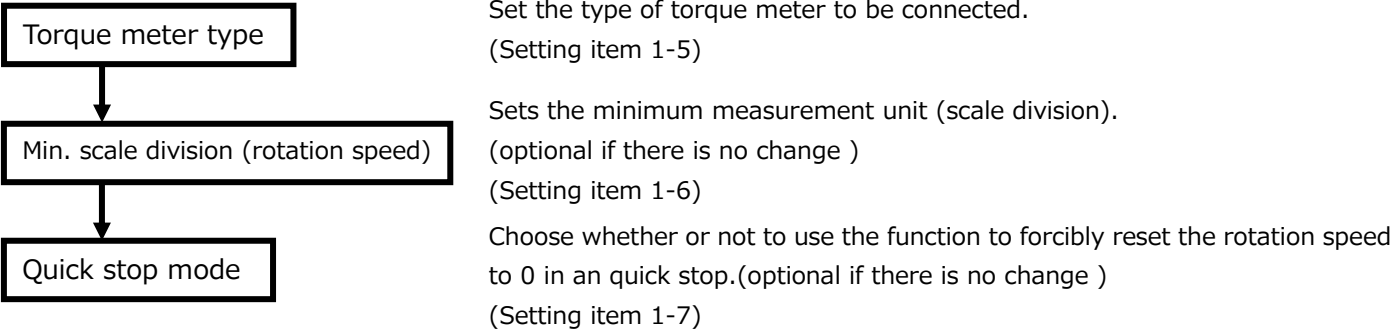 Set the type of torque meter to be connected.
Torque meter type
(Setting item 1-5)
Sets the minimum measurement unit (scale division).
Min. scale division (rotation speed)
(optional if there is no change )
(Setting item 1-6)
Choose whether or not to use the function to forcibly reset the rotation speed
Quick stop mode
to 0 in an quick stop.(optional if there is no change )
(Setting item 1-7)